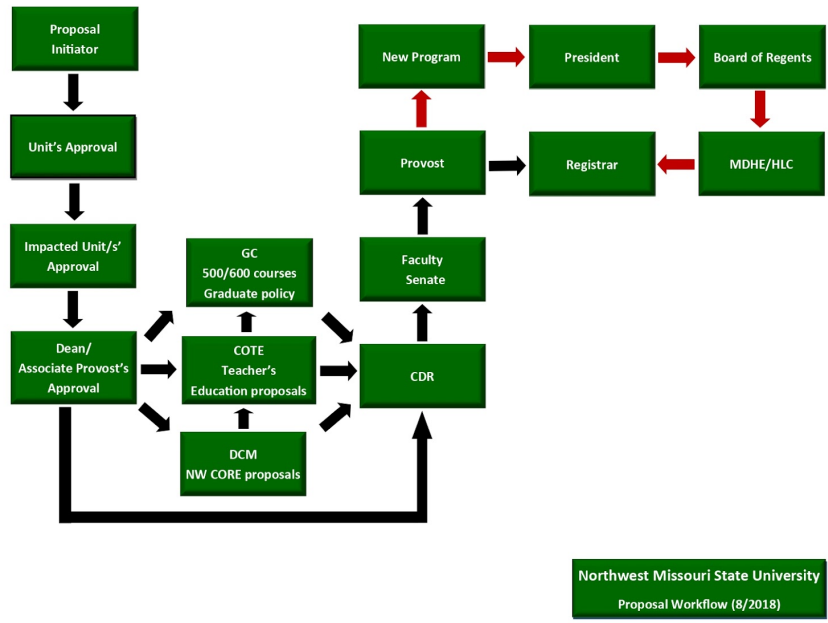 Proposal
Initiator
Unit's Approval
Impacted Unit/s'
Approval
Dean/
Associate Provost's
Approval
GC
500/600 courses
Graduate policy
COTE
Teacher's
Education proposals
DCM
NW CORE proposals
CDR
Faculty
Senate
Provost
New Program
President
Board of Regents
MDHE/HLC
Registrar
Northwest Missouri State University
Proposal Workflow (8/2018)